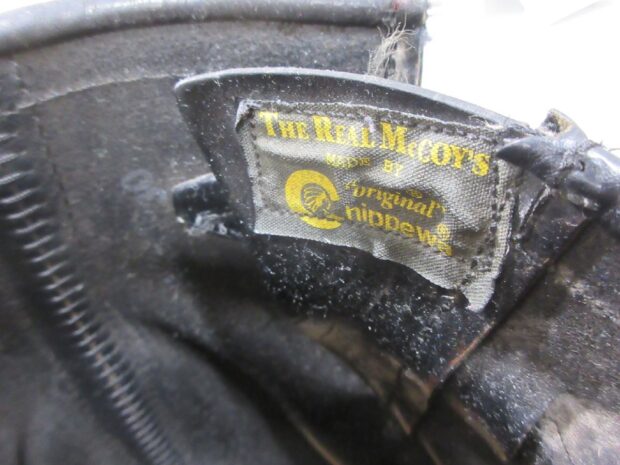 THE REAL McCOY'S
MADE BY
"original"
Chippewa®